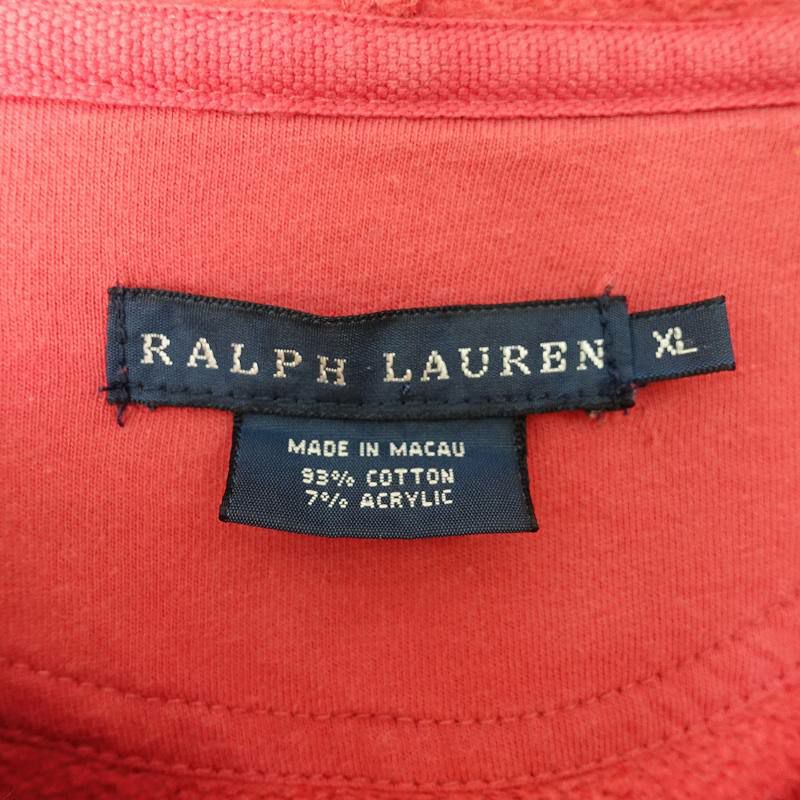 RALPH LAUREN
XL
MADE IN MACAU
93% COTTON
7% ACRYLIC